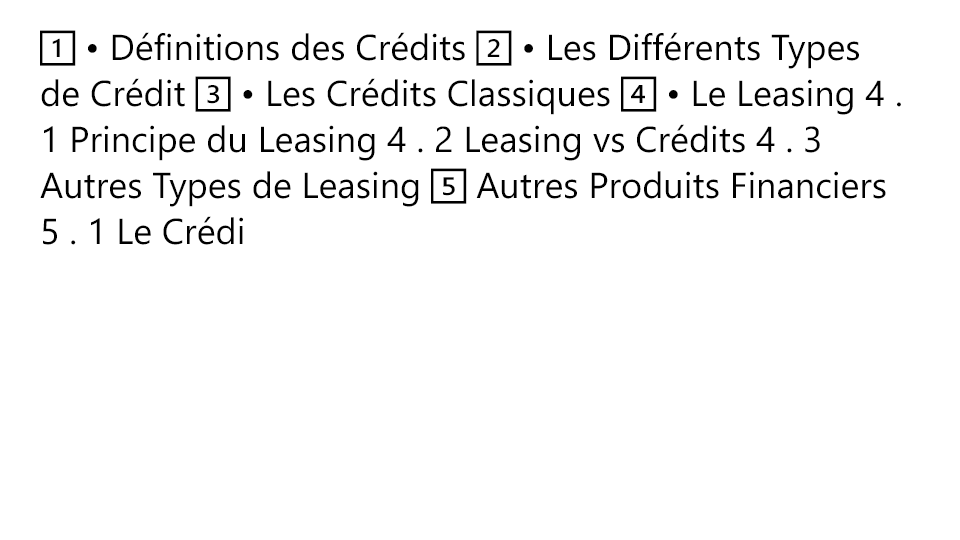 1️⃣ • Définitions des Crédits 2️⃣ • Les Différents Types
de Crédit 3️⃣ • Les Crédits Classiques 4️⃣ • Le Leasing 4 .
1 Principe du Leasing 4 . 2 Leasing vs Crédits 4 . 3
Autres Types de Leasing 5️⃣ Autres Produits Financiers
5 . 1 Le Crédi